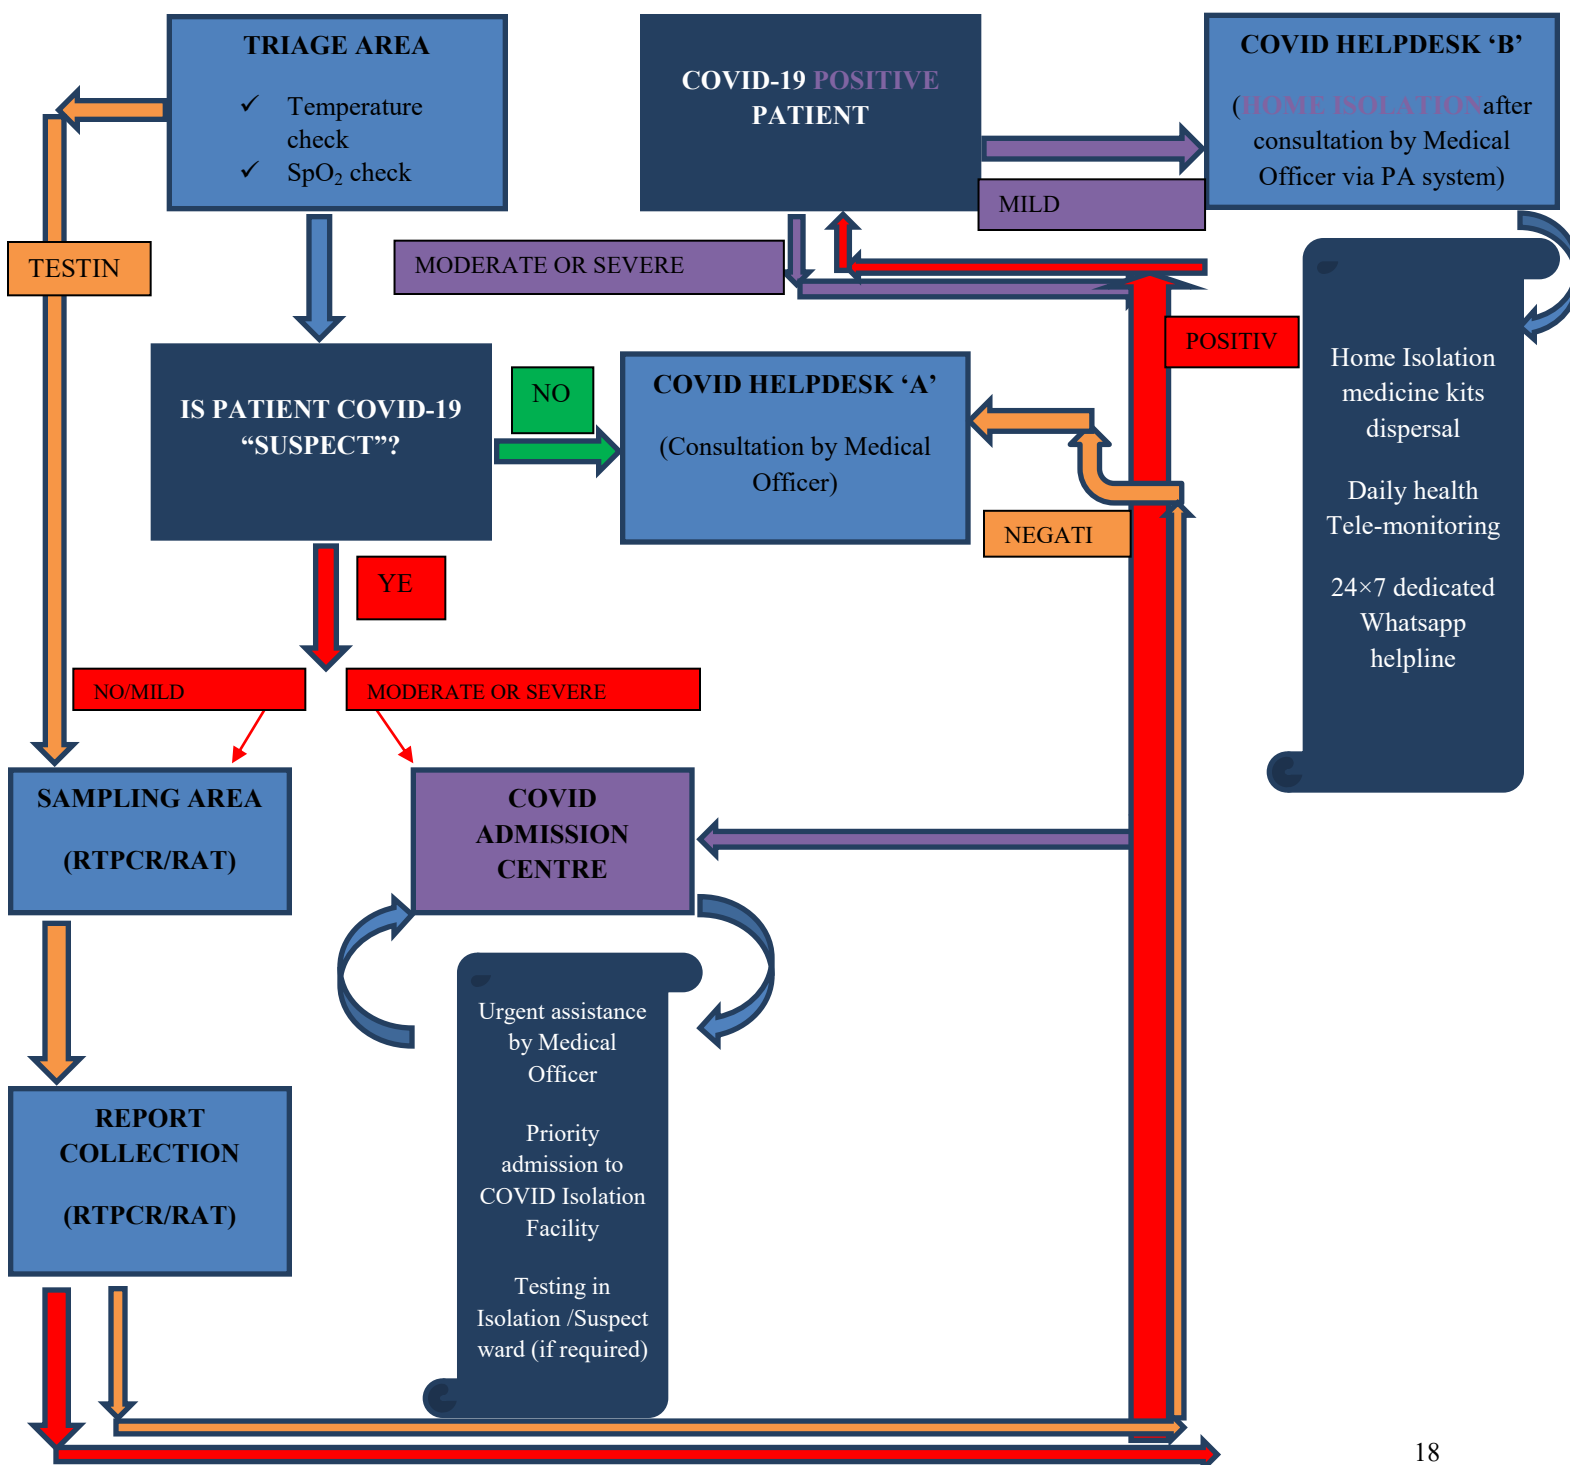 TRIAGE AREA
✓ Temperature
check
✓ SpO₂ check
COVID-19 POSITIVE
PATIENT
COVID HELPDESK ‘B’
(HOME ISOLATIONafter
consultation by Medical
Officer via PA system)
MILD
TESTIN
MODERATE OR SEVERE
POSITIV
IS PATIENT COVID-19
“SUSPECT”?
NO
COVID HELPDESK ‘A’
(Consultation by Medical
Officer)
NEGATI
Home Isolation
medicine kits
dispersal
Daily health
Tele-monitoring
24×7 dedicated
Whatsapp
helpline
YE
NO/MILD
MODERATE OR SEVERE
SAMPLING AREA
(RTPCR/RAT)
COVID
ADMISSION
CENTRE
Urgent assistance
by Medical
Officer
Priority
admission to
COVID Isolation
Facility
Testing in
Isolation /Suspect
ward (if required)
REPORT
COLLECTION
(RTPCR/RAT)
18